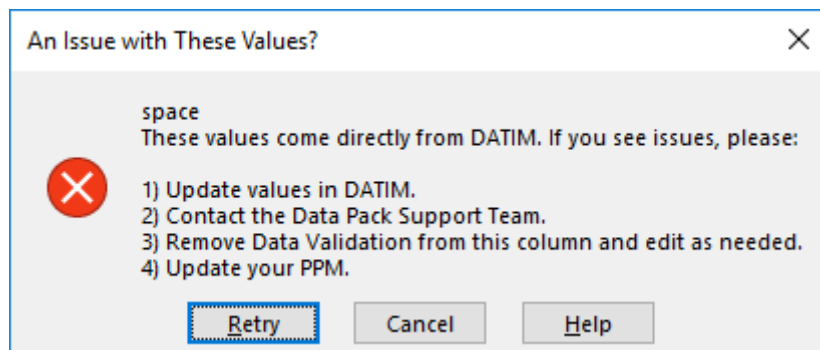 An Issue with These Values?
space
These values come directly from DATIM. If you see issues, please:
1) Update values in DATIM.
2) Contact the Data Pack Support Team.
3) Remove Data Validation from this column and edit as needed.
4) Update your PPM.
Retry Cancel Help